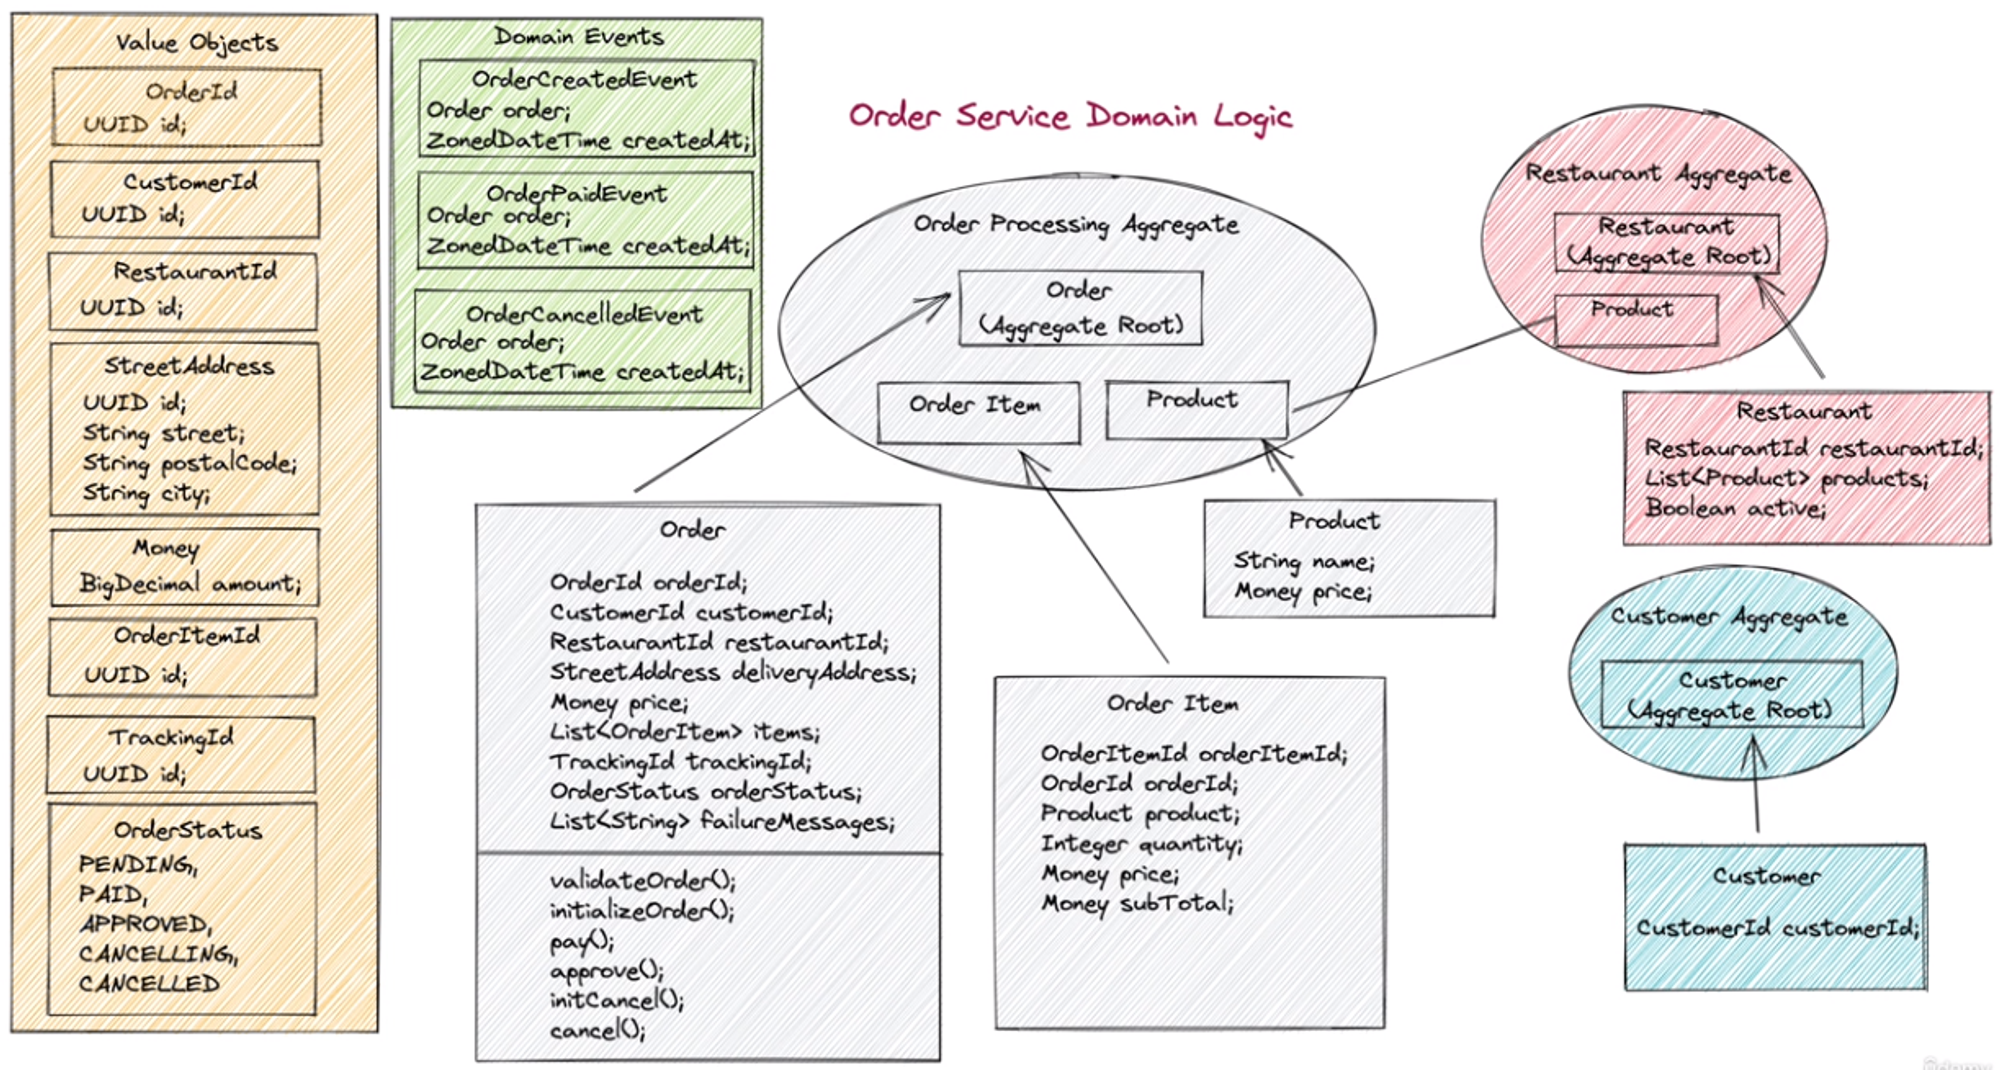 Value Objects
OrderId
UUID id;
CustomerId
UUID id;
RestaurantId
UUID id;
StreetAddress
UUID id;
String street;
String postalCode;
String city;
Money
BigDecimal amount;
OrderItemId
UUID id;
TrackingId
UUID id;
OrderStatus
PENDING,
PAID,
APPROVED,
CANCELLING,
CANCELLED
Domain Events
OrderCreatedEvent
Order order;
ZonedDateTime createdAt;
OrderPaidEvent
Order order;
ZonedDateTime createdAt;
OrderCancelledEvent
Order order;
ZonedDateTime createdAt;
Order Service Domain Logic
Order Processing Aggregate
Order
(Aggregate Root)
Order Item
Product
Restaurant Aggregate
Restaurant
(Aggregate Root)
Product
Order
OrderId orderId;
CustomerId customerId;
RestaurantId restaurantId;
StreetAddress deliveryAddress;
Money price;
List<OrderItem> items;
TrackingId trackingId;
OrderStatus orderStatus;
List<String> failureMessages;
validateOrder();
initializeOrder();
pay();
approve();
initCancel();
cancel();
Order Item
OrderItemId orderItemId;
OrderId orderId;
Product product;
Integer quantity;
Money price;
Money subTotal;
Product
String name;
Money price;
Restaurant
RestaurantId restaurantId;
List<Product> products;
Boolean active;
Customer Aggregate
Customer
(Aggregate Root)
Customer
CustomerId customerId;